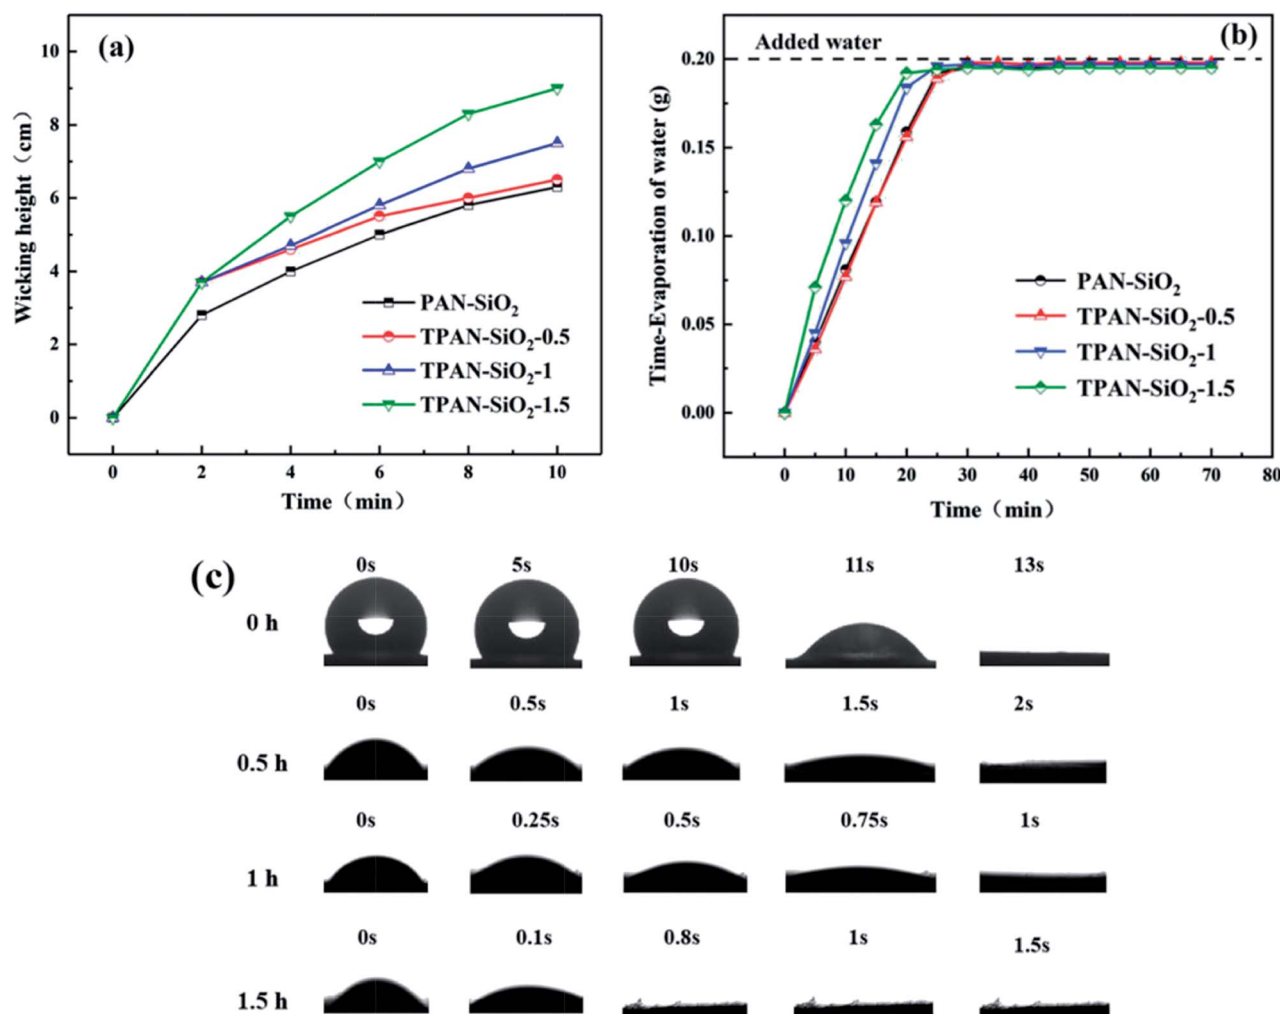 (a)
Wicking height（cm）
10
8
6
4
2
0
PAN-SiO₂
TPAN-SiO₂-0.5
TPAN-SiO₂-1
TPAN-SiO₂-1.5
0 2 4 6 8 10
Time（min）
(b)
Added water
Time-Evaporation of water (g)
0.20
0.15
0.10
0.05
0.00
PAN-SiO₂
TPAN-SiO₂-0.5
TPAN-SiO₂-1
TPAN-SiO₂-1.5
0 10 20 30 40 50 60 70 80
Time（min）
(c)
0s 5s 10s 11s 13s
0 h
0s 0.5s 1s 1.5s 2s
0.5 h
0s 0.25s 0.5s 0.75s 1s
1 h
0s 0.1s 0.8s 1s 1.5s
1.5 h